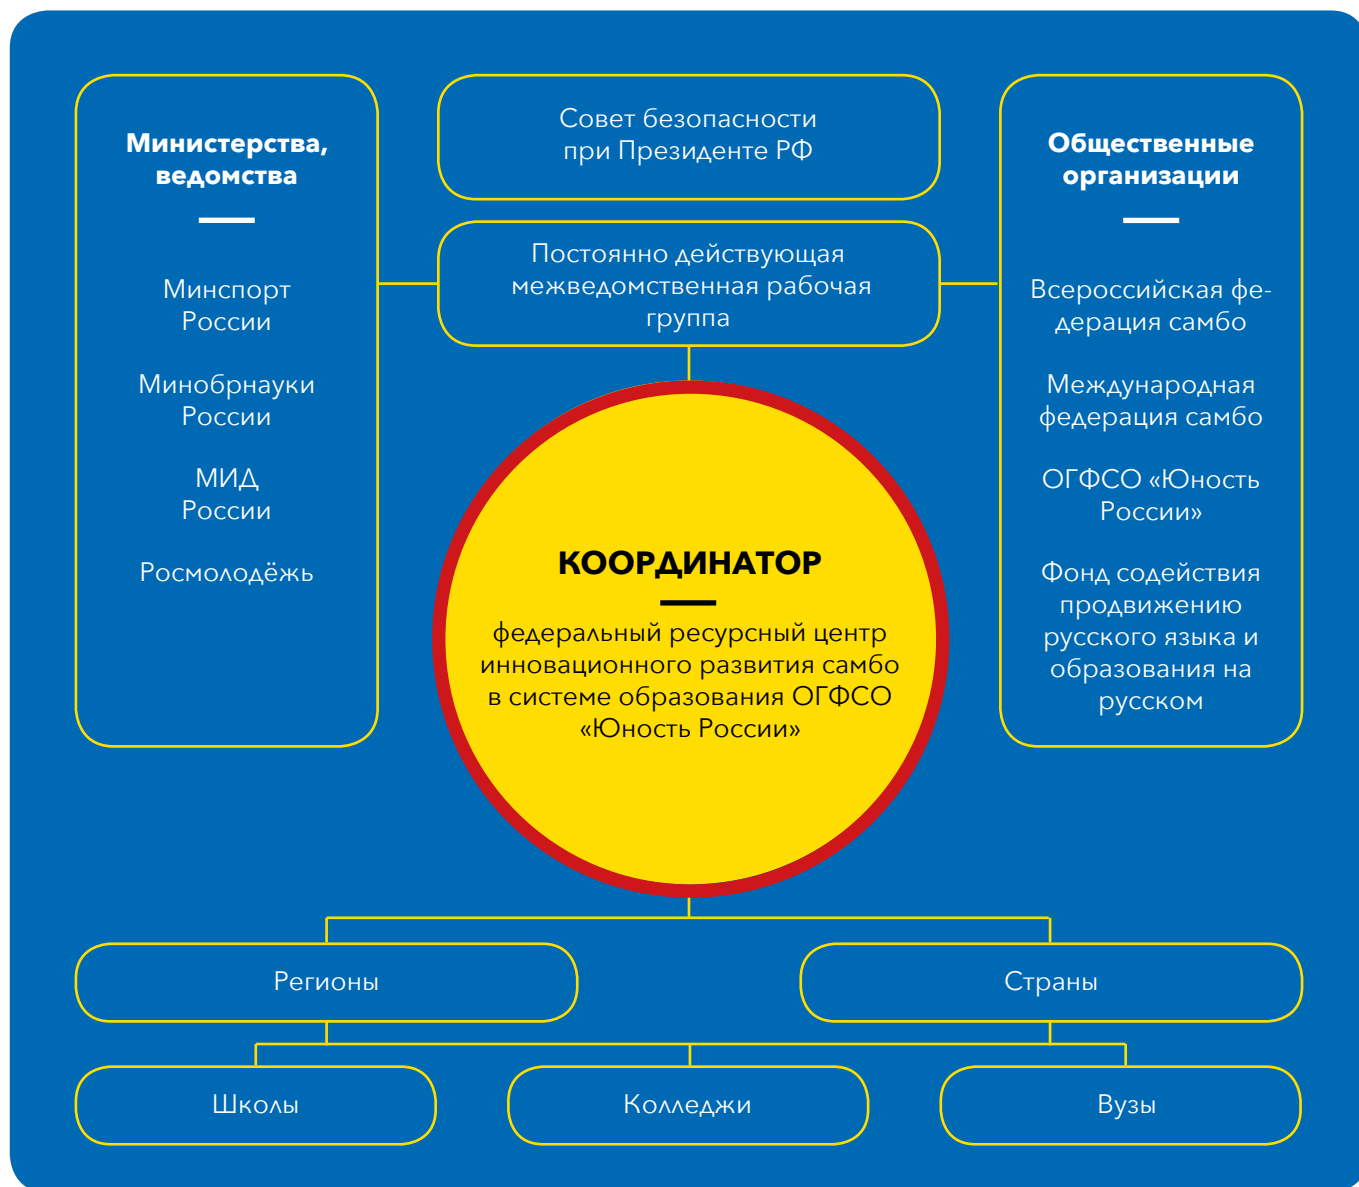 Министерства,
ведомства
Минспорт
России
Минобрнауки
России
МИД
России
Росмолодёжь
Совет безопасности
при Президенте РФ
Постоянно действующая
межведомственная рабочая
группа
Общественные
организации
Всероссийская фе-
дерация самбо
Международная
федерация самбо
ОГФСО «Юность
России»
Фонд содействия
продвижению
русского языка и
образования на
русском
КООРДИНАТОР
федеральный ресурсный центр
инновационного развития самбо
в системе образования ОГФСО
«Юность России»
Регионы
Страны
Школы
Колледжи
Вузы